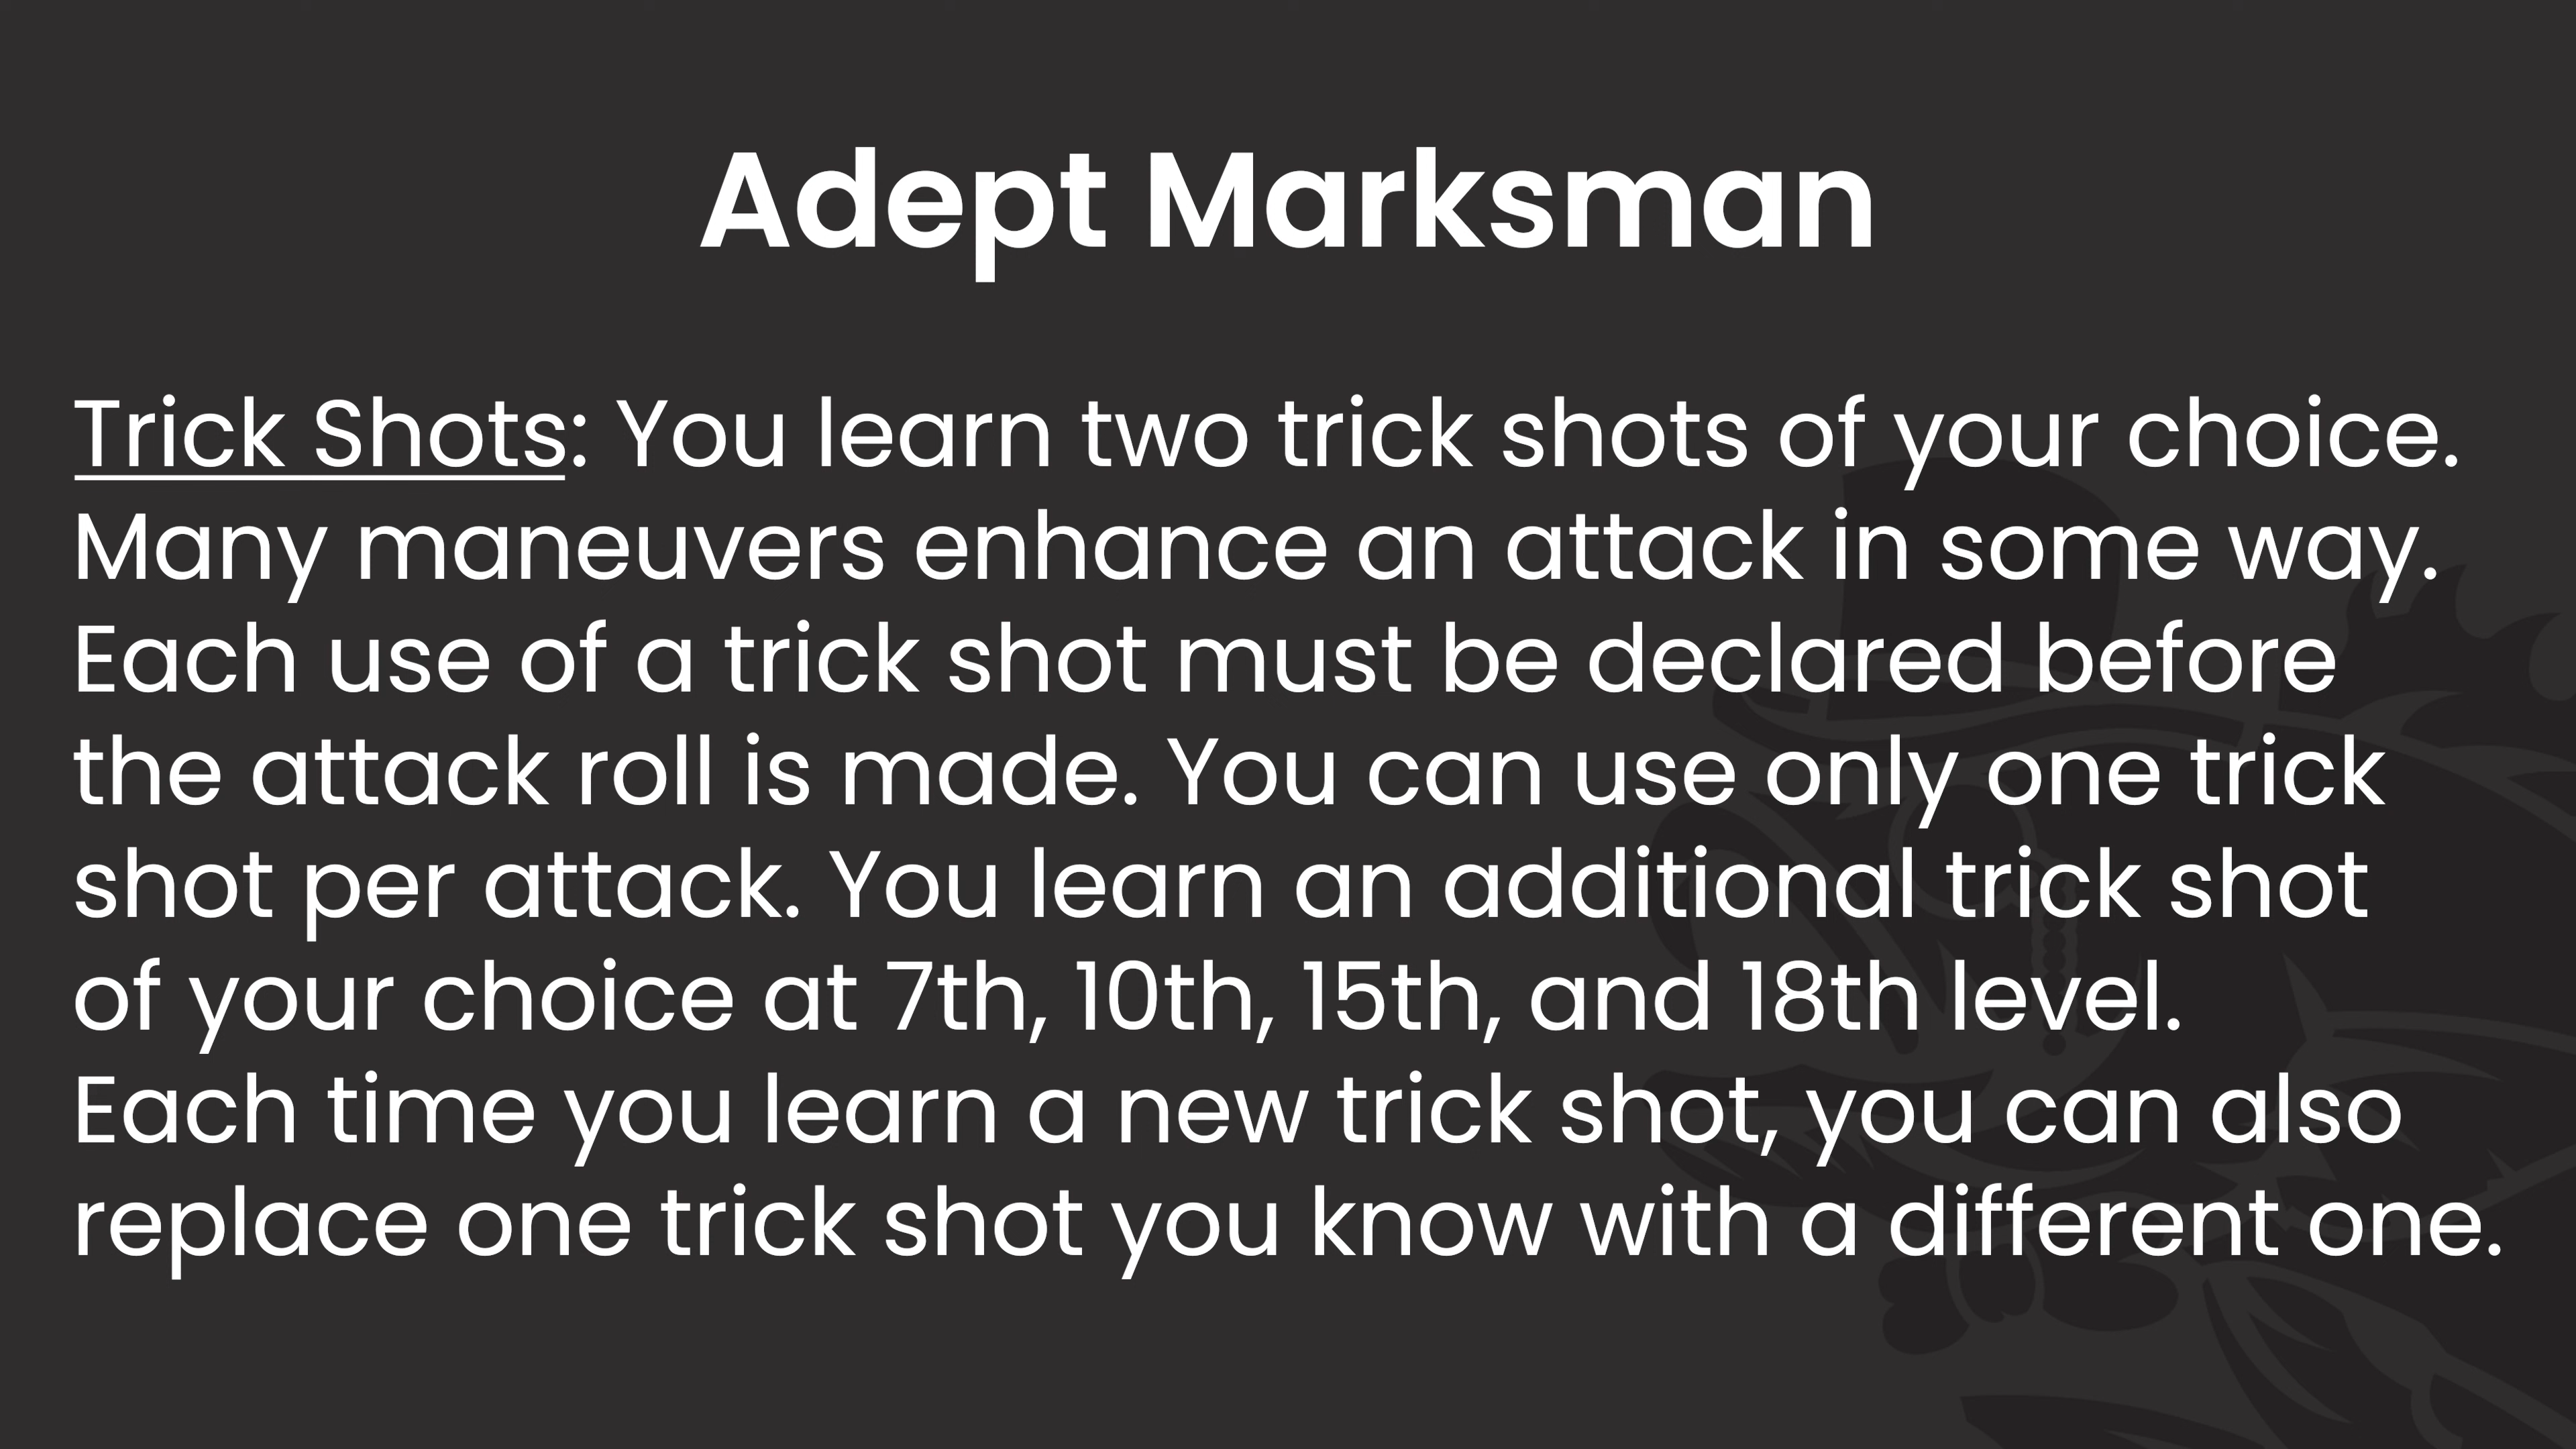 Adept Marksman
Trick Shots: You learn two trick shots of your choice.
Many maneuvers enhance an attack in some way.
Each use of a trick shot must be declared before
the attack roll is made. You can use only one trick
shot per attack. You learn an additional trick shot
of your choice at 7th, 10th, 15th, and 18th level.
Each time you learn a new trick shot, you can also
replace one trick shot you know with a different one.